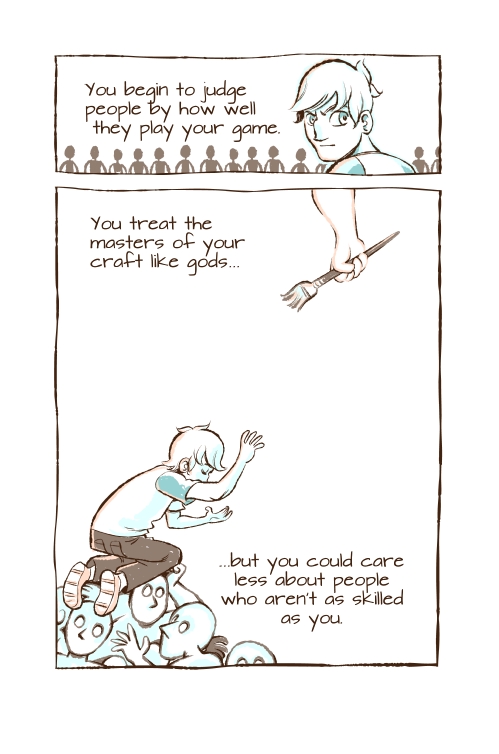 You begin to judge
people by how well
they play your game.
You treat the
masters of your
craft like gods...
...but you could care
less about people
who aren't as skilled
as you.